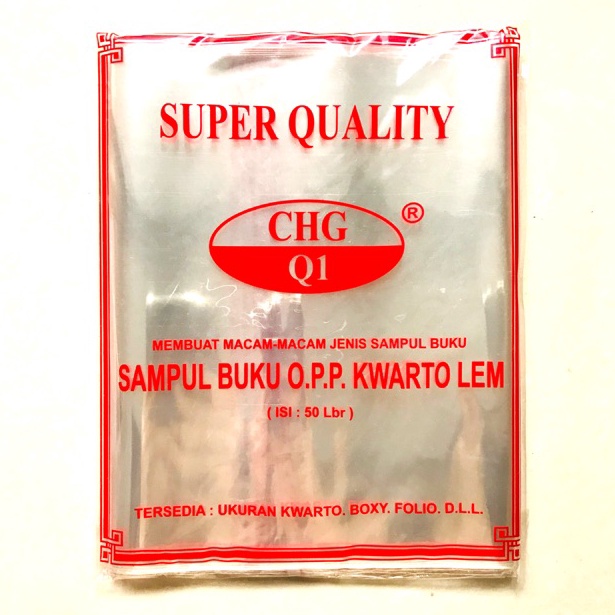 SUPER QUALITY
CHG
®
Q1
MEMBUAT MACAM-MACAM JENIS SAMPUL BUKU
SAMPUL BUKU O.P.P. KWARTO LEM
( ISI : 50 Lbr )
TERSEDIA : UKURAN KWARTO. BOXY. FOLIO. D.L.L.